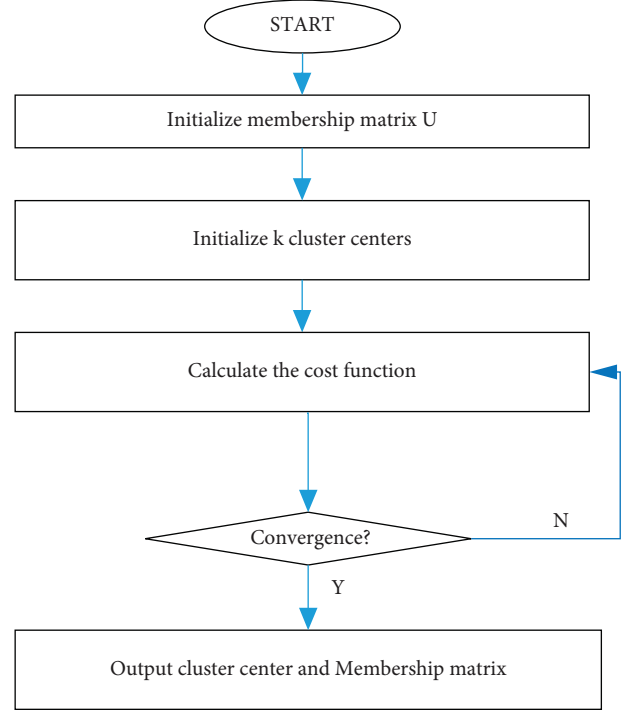 START
Initialize membership matrix U
Initialize k cluster centers
Calculate the cost function
Convergence?
N
Y
Output cluster center and Membership matrix